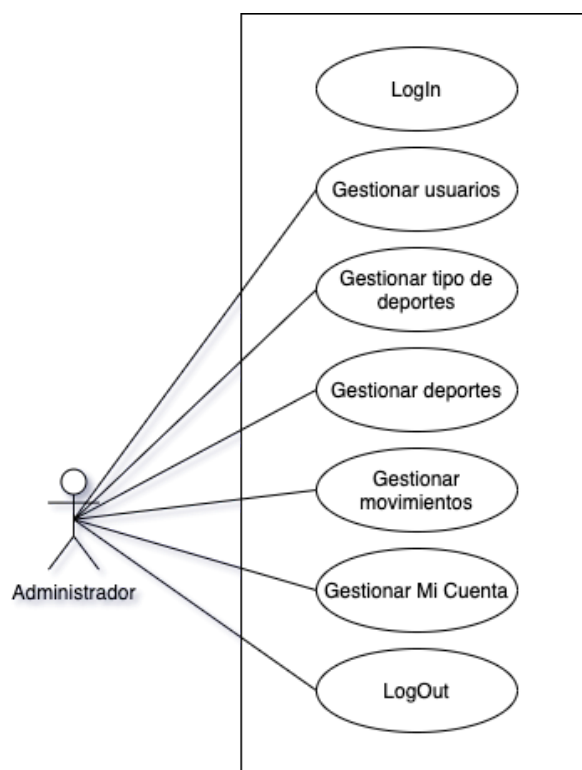 LogIn
Gestionar usuarios
Gestionar tipo de
deportes
Gestionar deportes
Gestionar
movimientos
Administrador
Gestionar Mi Cuenta
LogOut